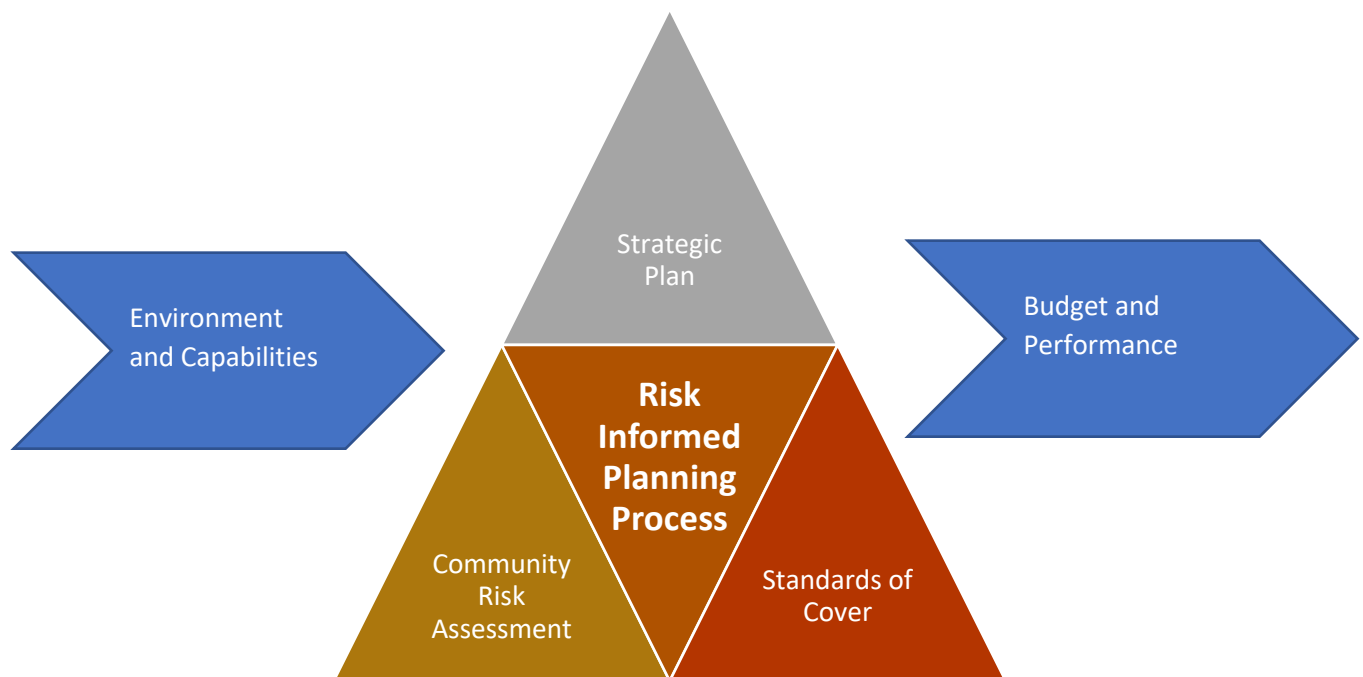 Environment
and Capabilities
Strategic
Plan
Risk
Informed
Planning
Process
Community
Risk
Assessment
Standards of
Cover
Budget and
Performance